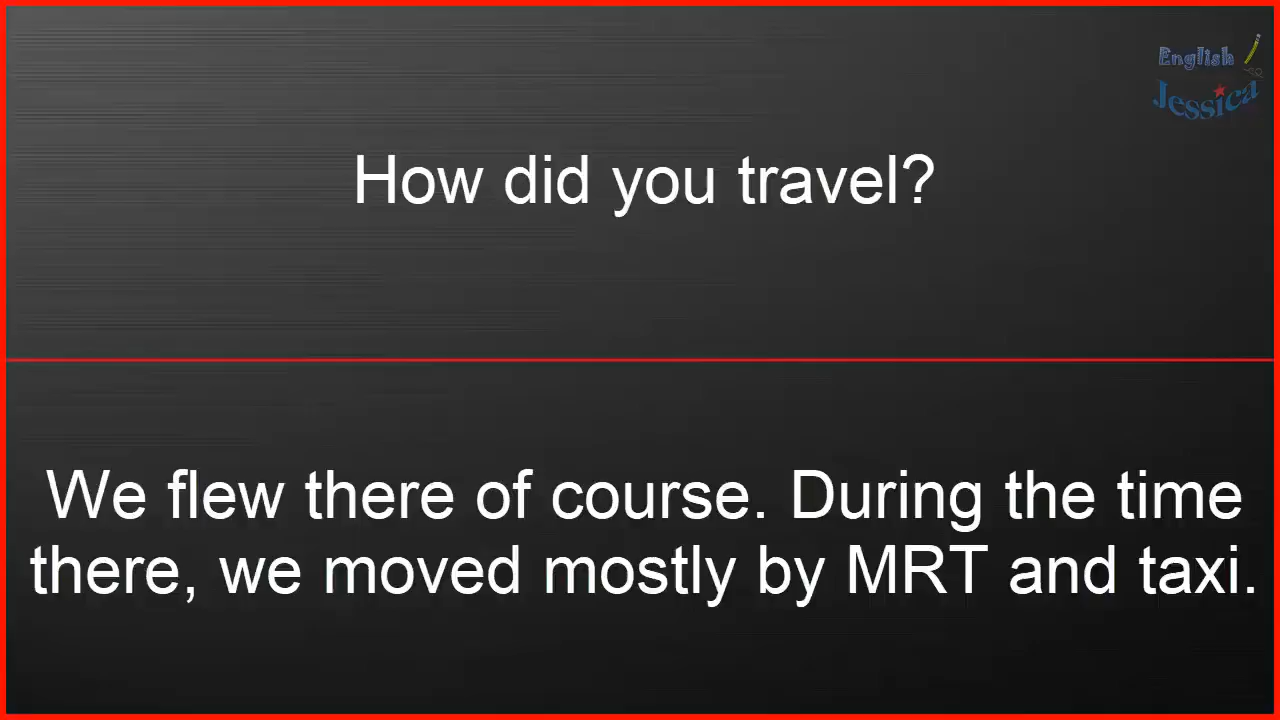 English
Jessica
How did you travel?
We flew there of course. During the time
there, we moved mostly by MRT and taxi.